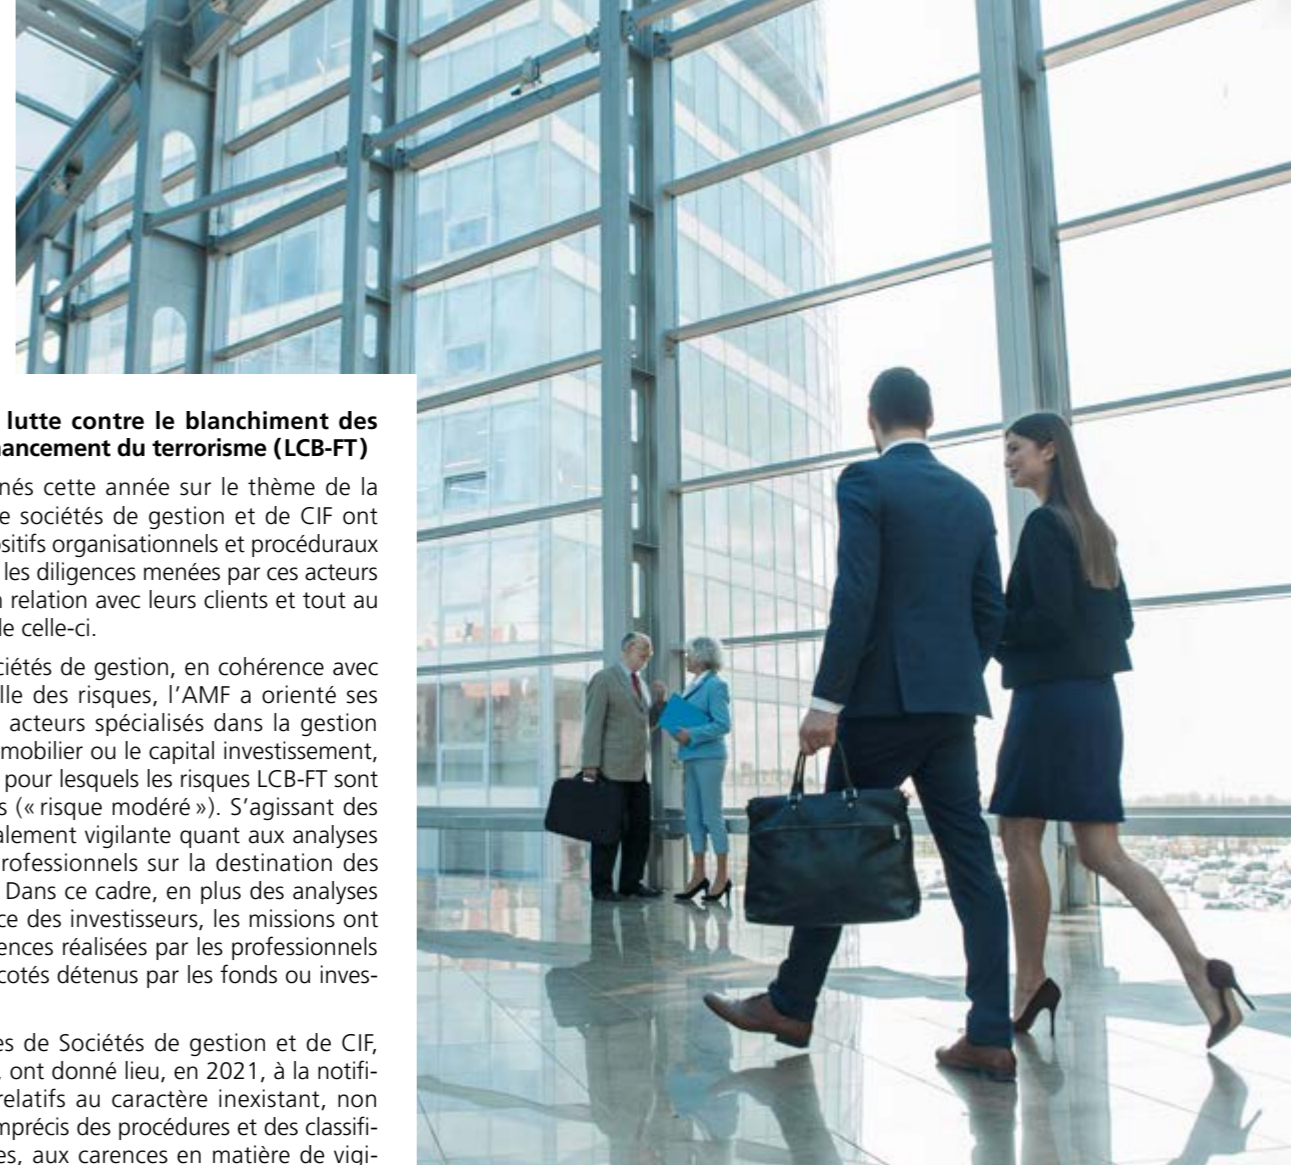 lutte contre le blanchiment des
ancement du terrorisme (LCB-FT)
nés cette année sur le thème de la
e sociétés de gestion et de CIF ont
ositifs organisationnels et procéduraux
les diligences menées par ces acteurs
relation avec leurs clients et tout au
de celle-ci.
ciétés de gestion, en cohérence avec
lle des risques, l’AMF a orienté ses
acteurs spécialisés dans la gestion
mobilier ou le capital investissement,
pour lesquels les risques LCB-FT sont
s (« risque modéré »). S’agissant des
alement vigilante quant aux analyses
rofessionnels sur la destination des
Dans ce cadre, en plus des analyses
ce des investisseurs, les missions ont
ences réalisées par les professionnels
cotés détenus par les fonds ou inves-
es de Sociétés de gestion et de CIF,
ont donné lieu, en 2021, à la notifi-
relatifs au caractère inexistant, non
mprécis des procédures et des classifi-
es, aux carences en matière de vigi-